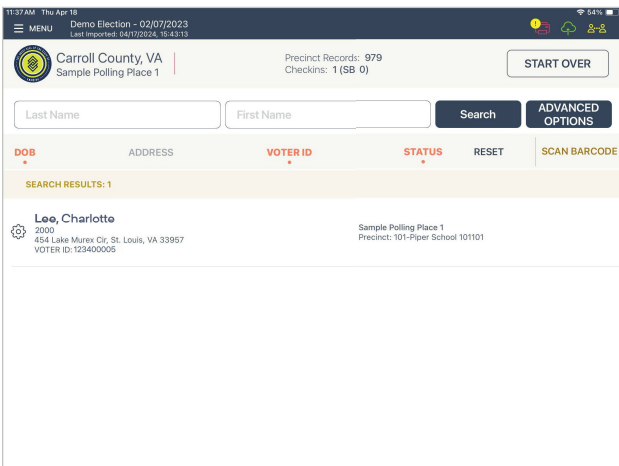 11:37 AM Thu Apr 18
54%
MENU
Demo Election - 02/07/2023
Last Imported: 04/17/2024, 15:43:13
Carroll County, VA
Sample Polling Place 1
Precinct Records: 979
Checkins: 1 (SB 0)
START OVER
Last Name
First Name
Search
ADVANCED
OPTIONS
DOB
ADDRESS
VOTER ID
STATUS
RESET
SCAN BARCODE
SEARCH RESULTS: 1
Lee, Charlotte
2000
454 Lake Murex Cir, St. Louis, VA 33957
VOTER ID: 123400005
Sample Polling Place 1
Precinct: 101-Piper School 101101